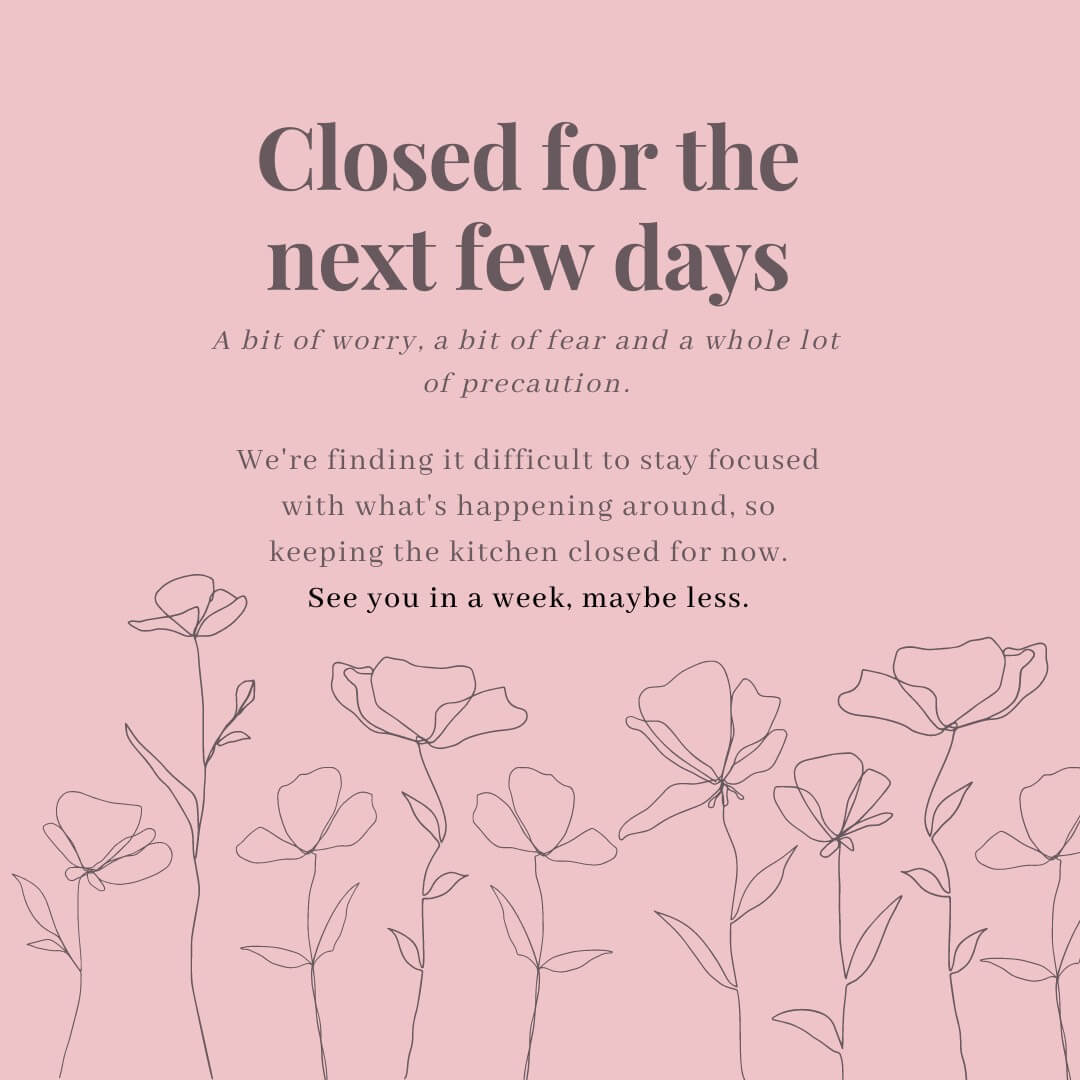 Closed for the
next few days
A bit of worry, a bit of fear and a whole lot
of precaution.
We're finding it difficult to stay focused
with what's happening around, so
keeping the kitchen closed for now.
See you in a week, maybe less.